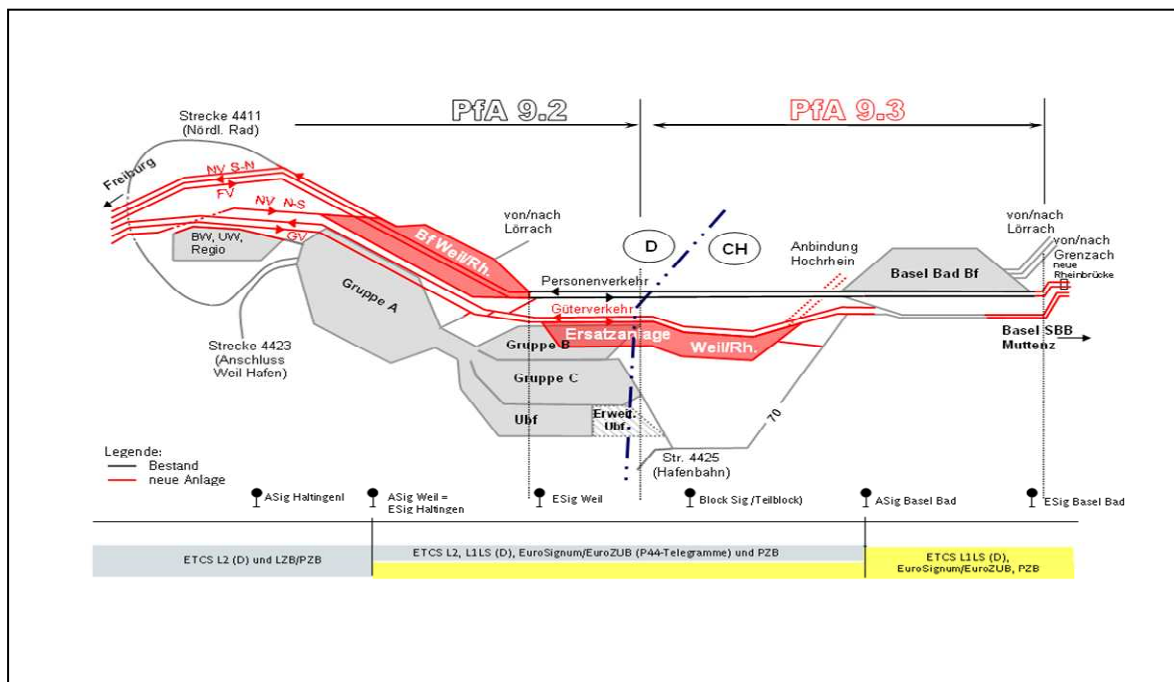 PfA 9.2
PfA 9.3
Strecke 4411
(Nördl. Rad)
Freiburg
NV S-N
FV
NV N-S
GV
BW, UW,
Regio
Bf Weil/Rh.
von/nach
Lörrach
D
CH
Anbindung
Hochrhein
von/nach
Lörrach
von/nach
Grenzach
neue
Rheinbrücke
Basel Bad Bf
Personenverkehr
Güterverkehr
Gruppe A
Ersatzanlage
Weil/Rh.
Gruppe B
Basel SBB
Muttenz
Strecke 4423
(Anschluss
Weil Hafen)
Gruppe C
Ubf
Erweit.
Ubf.
70
Str. 4425
(Hafenbahn)
Legende:
Bestand
neue Anlage
ASig Haltingenl
ASig Weil =
ESig Haltingen
ESig Weil
Block Sig /Teilblock)
ASig Basel Bad
ESig Basel Bad
ETCS L2 (D) und LZB/PZB
ETCS L2, L1LS (D), EuroSignum/EuroZUB (P44-Telegramme) und PZB
ETCS L1LS (D),
EuroSignum/EuroZUB, PZB